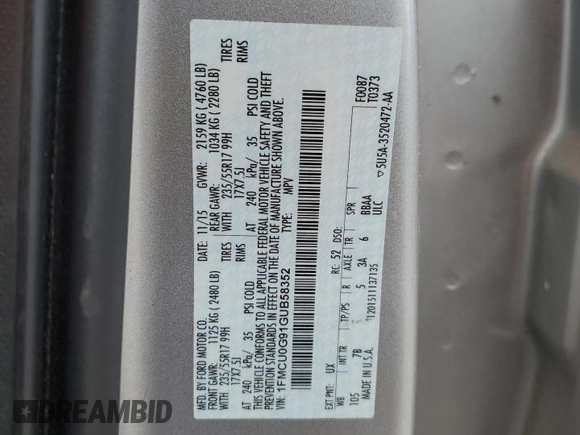 MFD. BY FORD MOTOR CO.
DATE: 11/15 GVWR: 2159 KG ( 4760 LB)
FRONT GAWR: 1125 KG ( 2480 LB) REAR GAWR: 1034 KG ( 2280 LB)
WITH 235/55R17 99H TIRES WITH 235/55R17 99H TIRES
17X7.5J RIMS 17X7.5J RIMS
AT 240 kPa/ 35 PSI COLD AT 240 kPa/ 35 PSI COLD
THIS VEHICLE CONFORMS TO ALL APPLICABLE FEDERAL MOTOR VEHICLE SAFETY AND THEFT
PREVENTION STANDARDS IN EFFECT ON THE DATE OF MANUFACTURE SHOWN ABOVE.
VIN: 1FMCU0G91GUB58352
TYPE: MPV
F0087
T0373
EXT PNT: UX RC: 52 DSO:
WB INT TR TP/PS R AXLE TR SPR
105 7B 5 3A 6 BBAA
ULC
MADE IN U.S.A. 5U5A-3520472-AA
DREAMBID